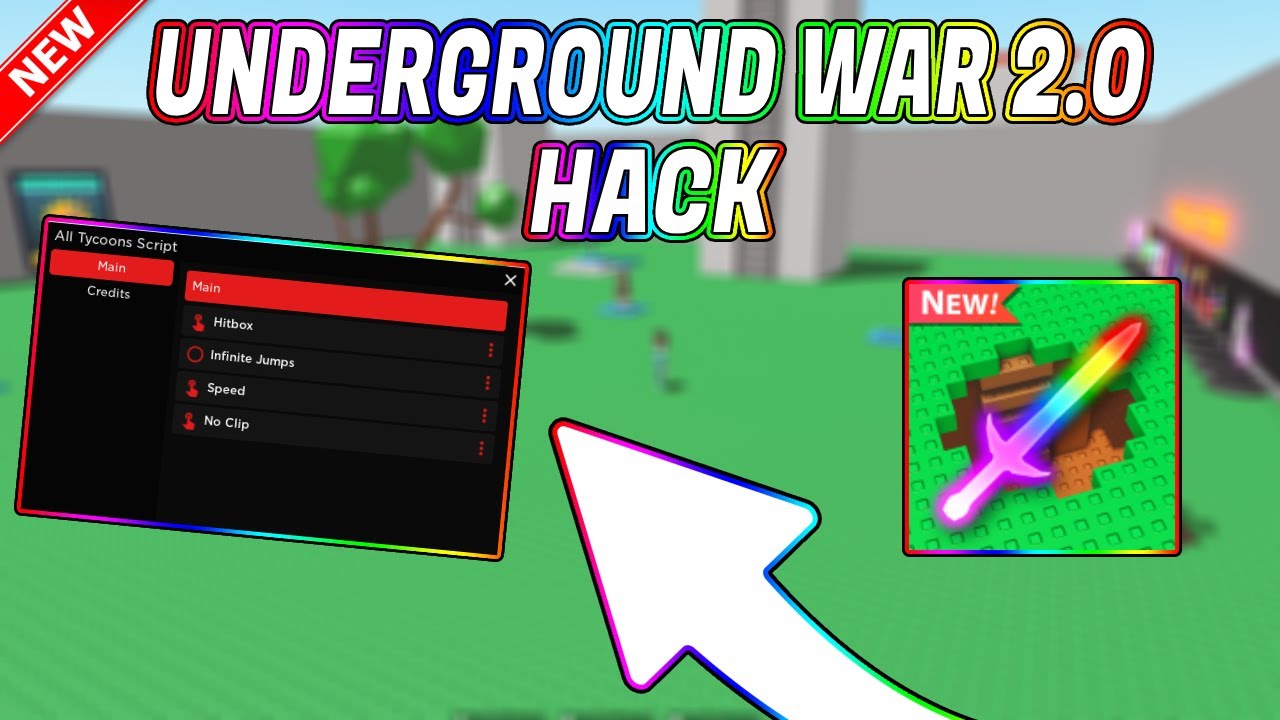 NEW
UNDERGROUND WAR 2.0
HACK
All Tycoons Script
Main
Credits
Main
Hitbox
Infinite Jumps
Speed
No Clip
NEW!